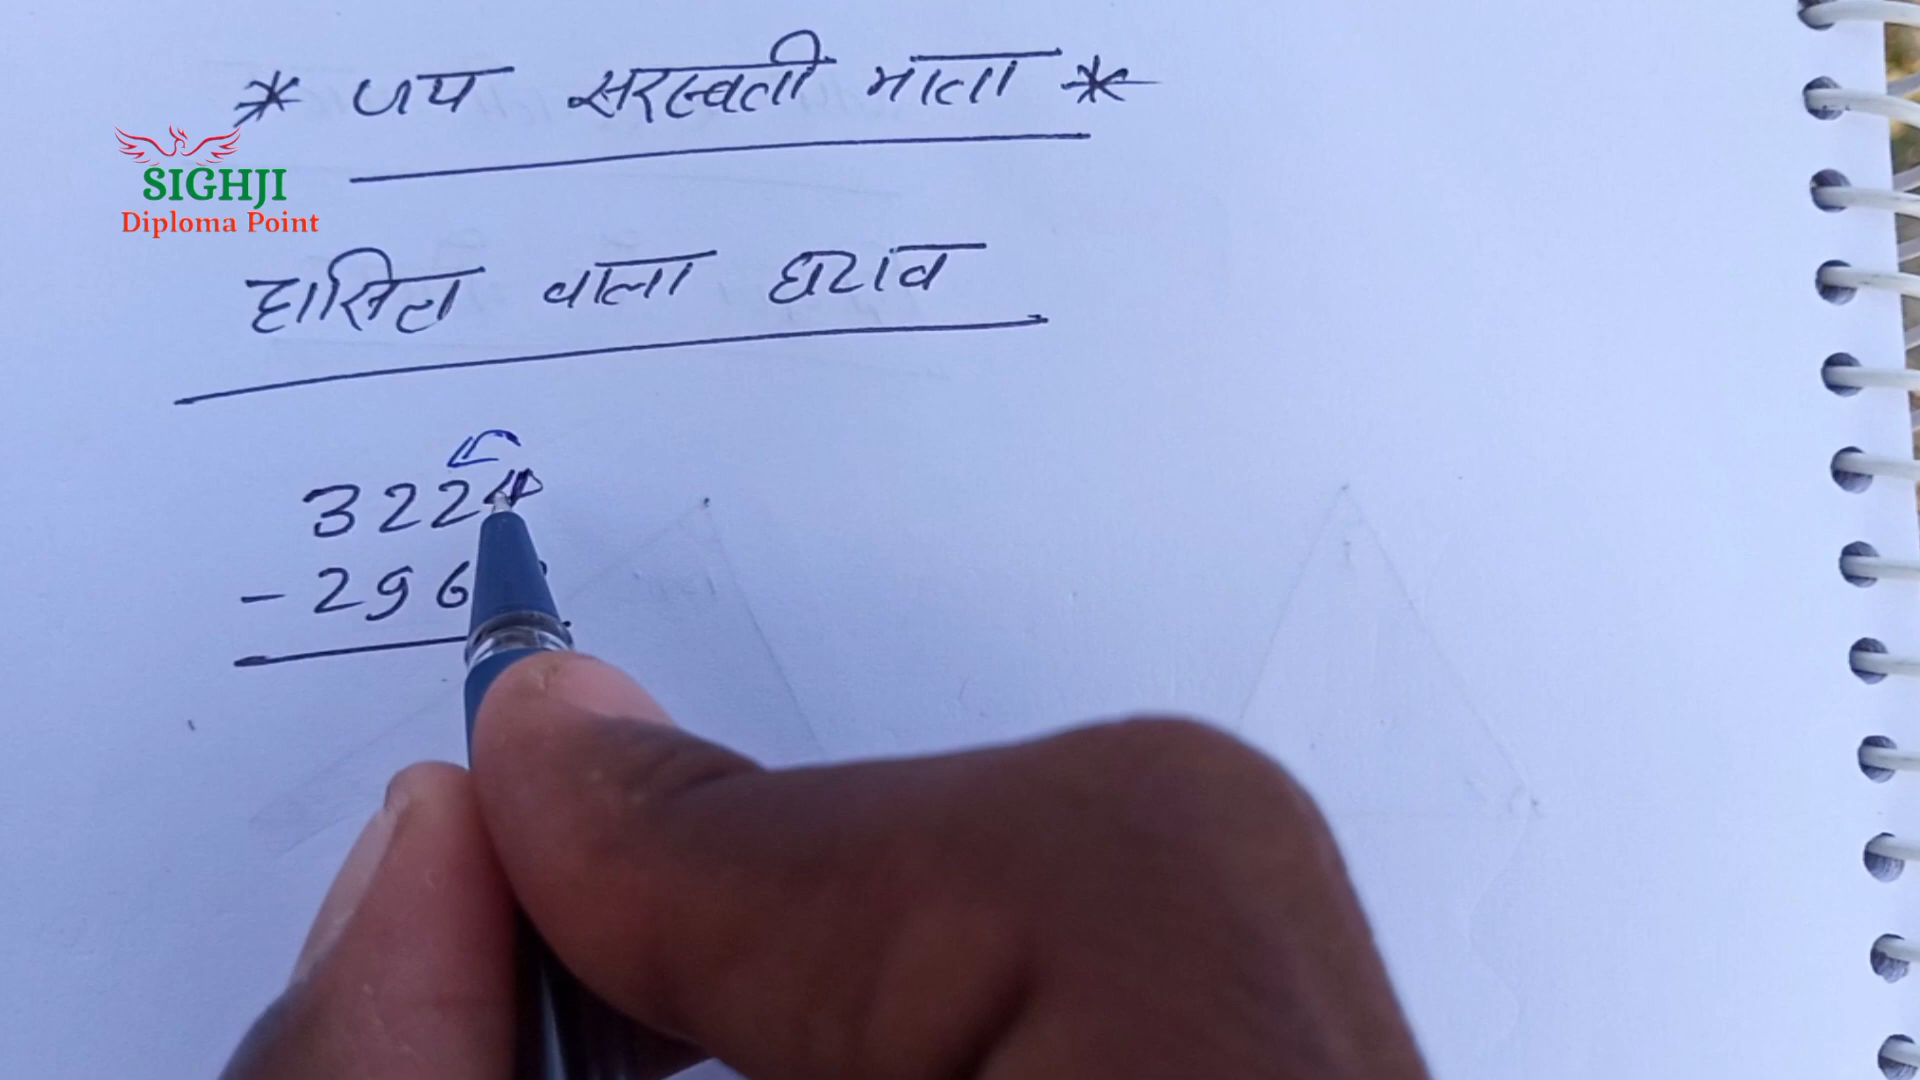 * जय सरस्वती माता *
SIGHJI
Diploma Point
हासिल वाला घटाव
322
- 296